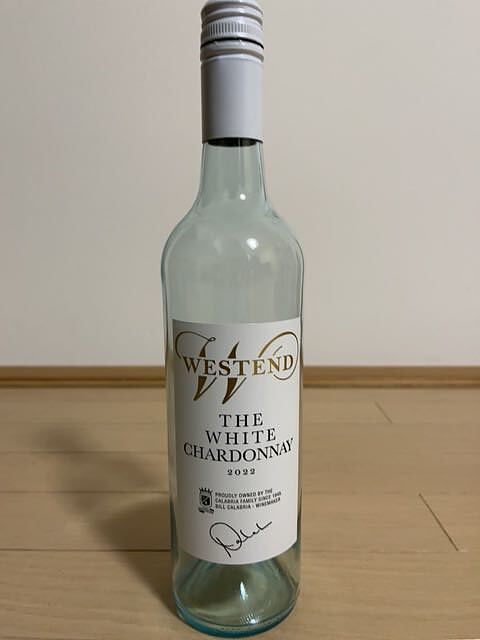 W
WESTEND
THE
WHITE
CHARDONNAY
2022
PROUDLY OWNED BY THE
CALABRIA FAMILY SINCE 1945
BILL CALABRIA - WINEMAKER